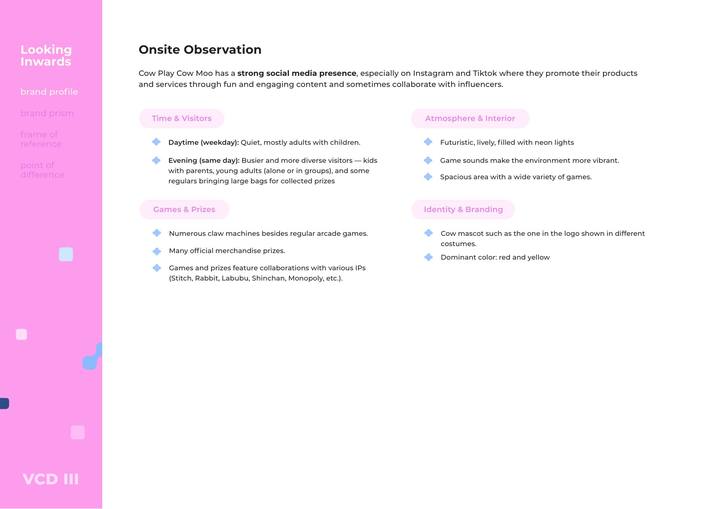 Looking
Inwards
brand profile
brand prism
frame of
reference
point of
difference
VCD III
Onsite Observation
Cow Play Cow Moo has a strong social media presence, especially on Instagram and Tiktok where they promote their products
and services through fun and engaging content and sometimes collaborate with influencers.
Time & Visitors
Daytime (weekday): Quiet, mostly adults with children.
Evening (same day): Busier and more diverse visitors — kids
with parents, young adults (alone or in groups), and some
regulars bringing large bags for collected prizes
Atmosphere & Interior
Futuristic, lively, filled with neon lights
Game sounds make the environment more vibrant.
Spacious area with a wide variety of games.
Games & Prizes
Numerous claw machines besides regular arcade games.
Many official merchandise prizes.
Games and prizes feature collaborations with various IPs
(Stitch, Rabbit, Labubu, Shinchan, Monopoly, etc.).
Identity & Branding
Cow mascot such as the one in the logo shown in different
costumes.
Dominant color: red and yellow